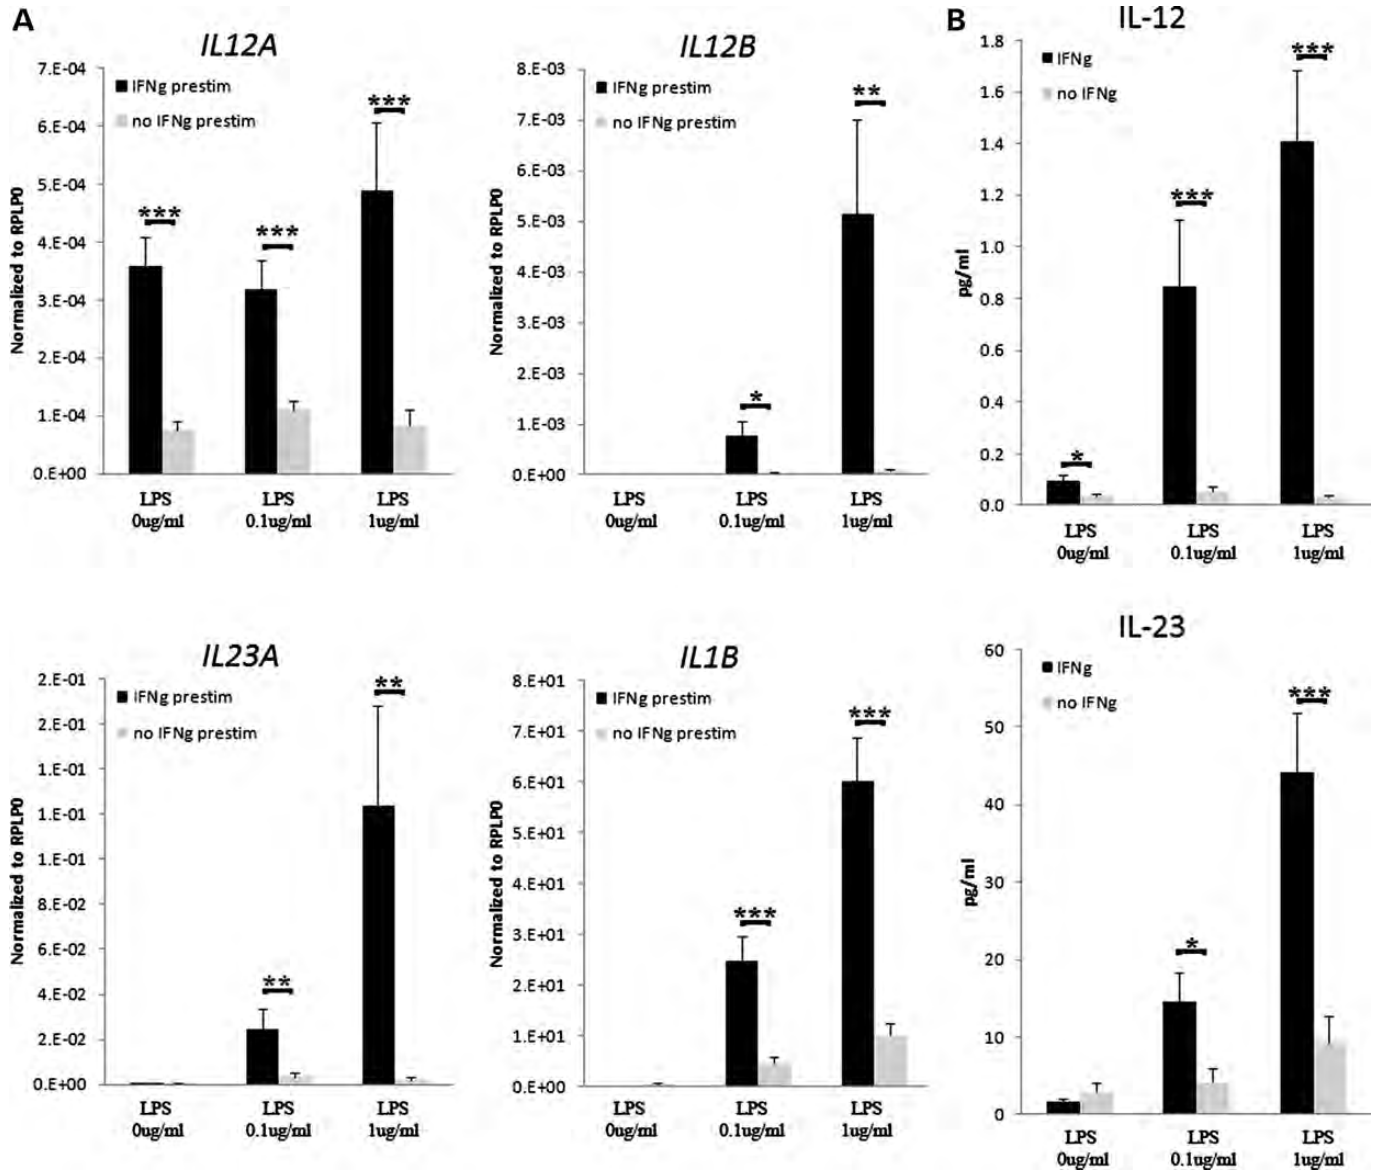 A
IL12A
7.E-04
6.E-04
5.E-04
4.E-04
3.E-04
2.E-04
1.E-04
0.E+00
Normalized to RPLP0
IFNg prestim
no IFNg prestim
***
***
***
LPS
0ug/ml
LPS
0.1ug/ml
LPS
1ug/ml
IL12B
8.E-03
7.E-03
6.E-03
5.E-03
4.E-03
3.E-03
2.E-03
1.E-03
0.E+00
Normalized to RPLP0
IFNg prestim
no IFNg prestim
*
**
LPS
0ug/ml
LPS
0.1ug/ml
LPS
1ug/ml
B
IL-12
1.8
1.6
1.4
1.2
1.0
0.8
0.6
0.4
0.2
0.0
pg/ml
IFNg
no IFNg
*
***
***
LPS
0ug/ml
LPS
0.1ug/ml
LPS
1ug/ml
IL23A
2.E-01
2.E-01
1.E-01
1.E-01
1.E-01
8.E-02
6.E-02
4.E-02
2.E-02
0.E+00
Normalized to RPLP0
IFNg prestim
no IFNg prestim
**
**
LPS
0ug/ml
LPS
0.1ug/ml
LPS
1ug/ml
IL1B
8.E+01
7.E+01
6.E+01
5.E+01
4.E+01
3.E+01
2.E+01
1.E+01
0.E+00
Normalized to RPLP0
IFNg prestim
no IFNg prestim
***
***
LPS
0ug/ml
LPS
0.1ug/ml
LPS
1ug/ml
IL-23
60
50
40
30
20
10
0
pg/ml
IFNg
no IFNg
*
***
LPS
0ug/ml
LPS
0.1ug/ml
LPS
1ug/ml